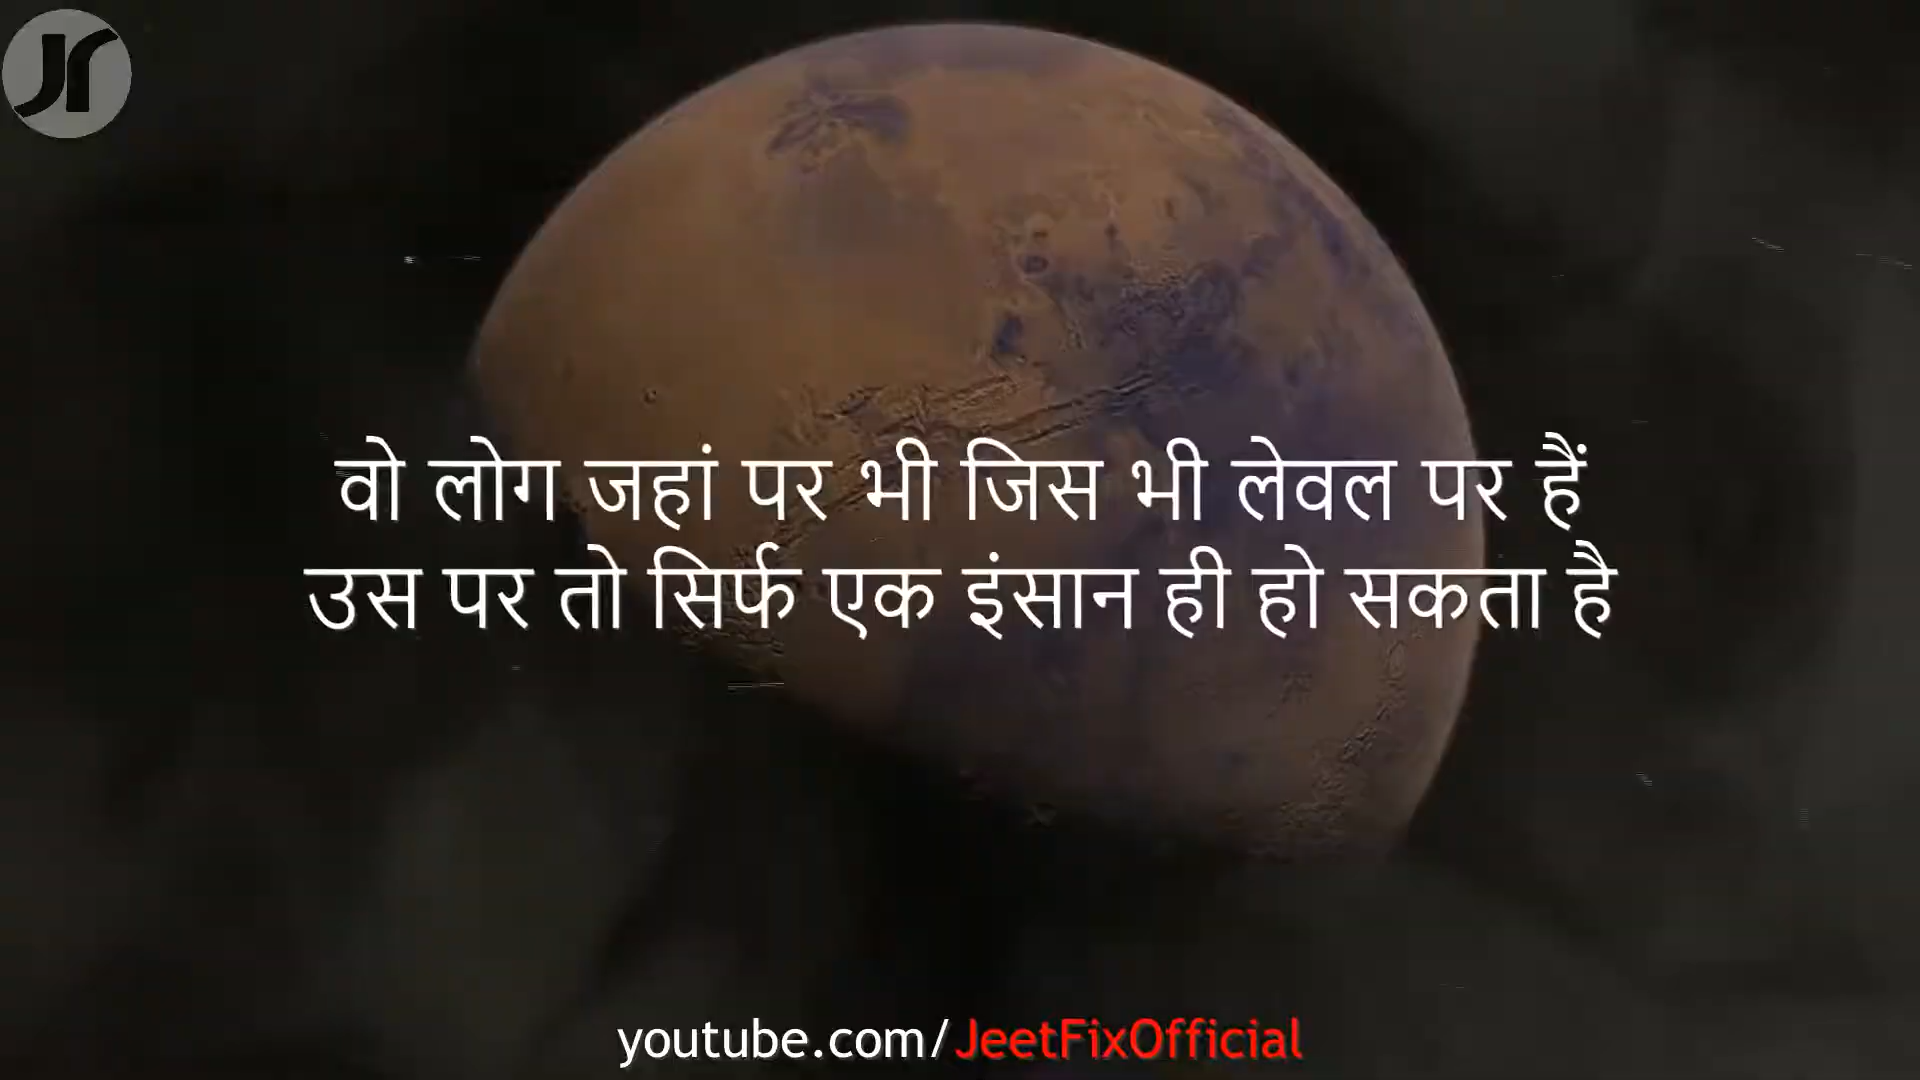 वो लोग जहां पर भी जिस भी लेवल पर हैं
उस पर तो सिर्फ एक इंसान ही हो सकता है
youtube.com/JeetFixOfficial